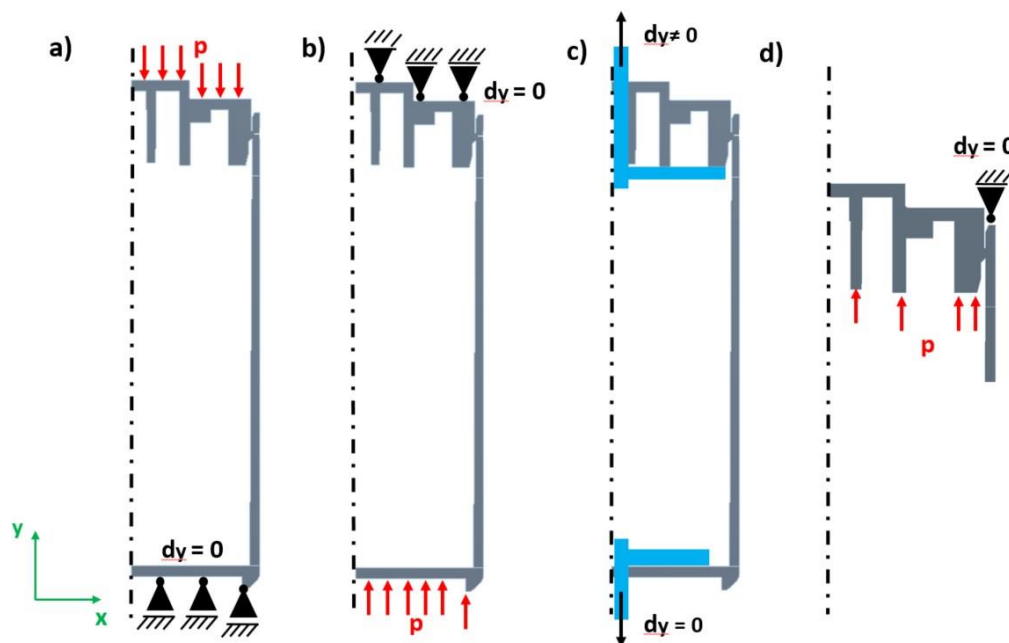 a)
p
dy = 0
y
x
b)
dy = 0
p
c)
dy ≠ 0
dy = 0
d)
dy = 0
p